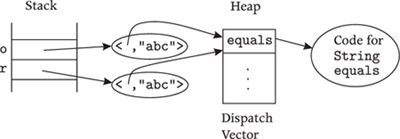 Stack
Heap
o
r
< ,"abc">
< ,"abc">
equals
.
.
.
Code for
String
equals
Dispatch
Vector